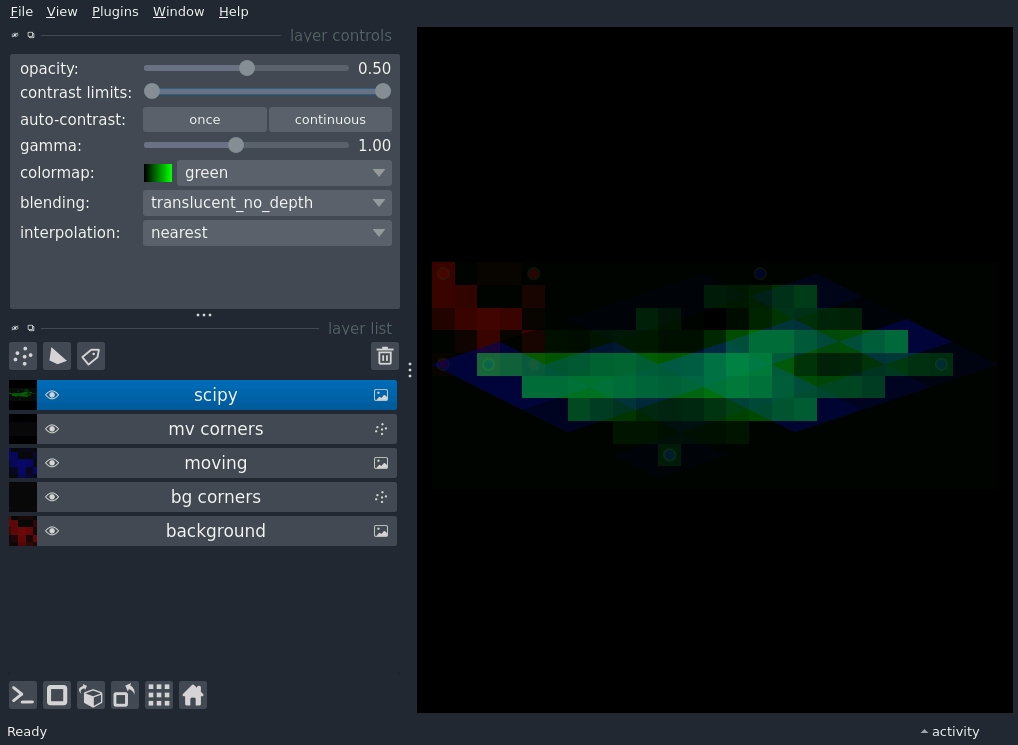 File View Plugins Window Help
layer controls
opacity: 0.50
contrast limits:
auto-contrast: once continuous
gamma: 1.00
colormap: green
blending: translucent_no_depth
interpolation: nearest
layer list
scipy
mv corners
moving
bg corners
background
Ready activity